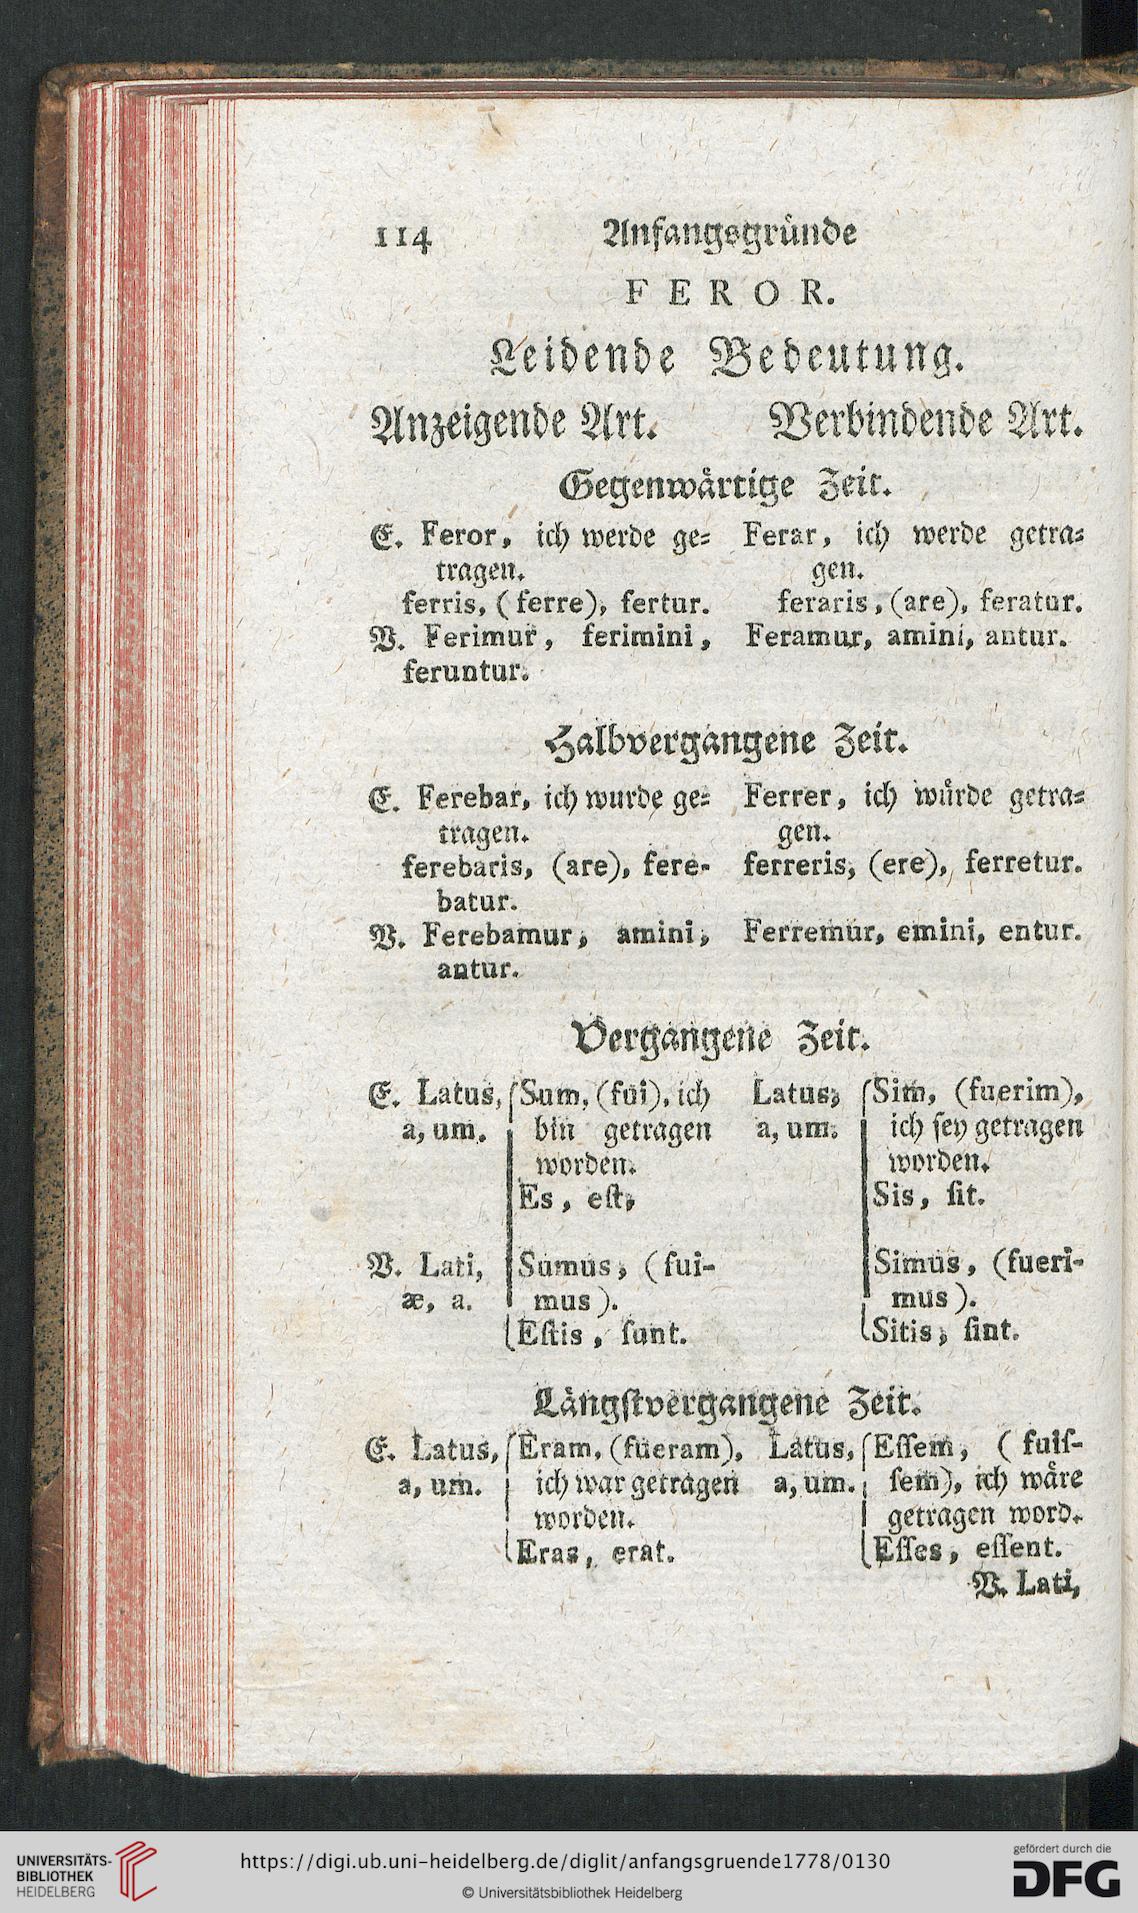 114 Anfangsgründe
FEROR.
Leidende Bedeutung.
Anzeigende Art. Verbindende Art.
Gegenwärtige Zeit.
E. Feror, ich werde ge= Ferar, ich werde getra=
tragen. gen.
ferris, (ferre), fertur. feraris, (are), feratur.
V. Ferimur, ferimini, Feramur, amini, antur.
feruntur.
Halbvergangene Zeit.
E. Ferebar, ich wurde ge= Ferrer, ich würde getra=
tragen. gen.
ferebaris, (are), fere- ferreris, (ere), ferretur.
batur.
V. Ferebamur, amini, Ferremur, emini, entur.
antur.
Vergangene Zeit.
E. Latus, Sum, (fui), ich Latus, Sim, (fuerim),
a, um. bin getragen a, um. ich ſey getragen
worden. worden.
Es, eſt, Sis, ſit.
V. Lati, Sumus, (fui- Simus, (fueri-
æ, a. mus). mus).
Eſtis, ſunt. Sitis, ſint.
Längſtvergangene Zeit.
E. Latus, Eram, (fueram), Latus, Eſſem, (fuiſ-
a, um. ich war getragen a, um. ſem), ich wäre
worden. getragen word.
Eras, erat. Eſſes, eſſent.
V. Lati,
UNIVERSITÄTS-
BIBLIOTHEK
HEIDELBERG
https://digi.ub.uni-heidelberg.de/diglit/anfangsgruende1778/0130
© Universitätsbibliothek Heidelberg
gefördert durch die
DFG